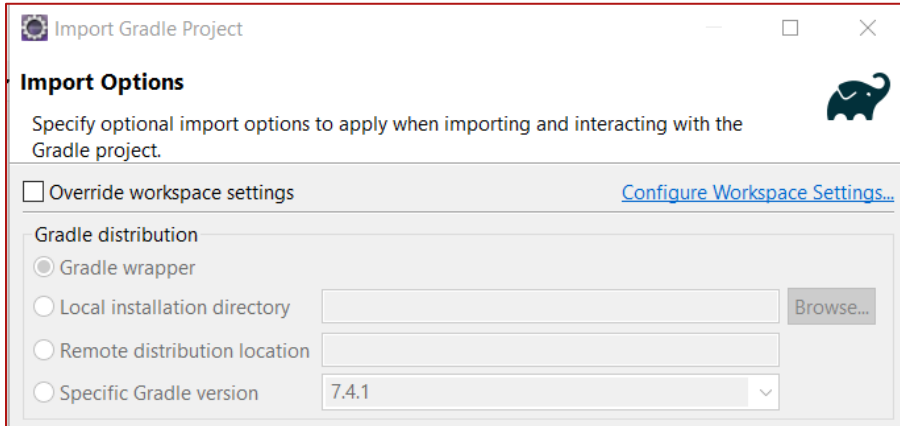 Import Gradle Project
Import Options
Specify optional import options to apply when importing and interacting with the
Gradle project.
Override workspace settings
Configure Workspace Settings...
Gradle distribution
Gradle wrapper
Local installation directory
Browse...
Remote distribution location
Specific Gradle version
7.4.1